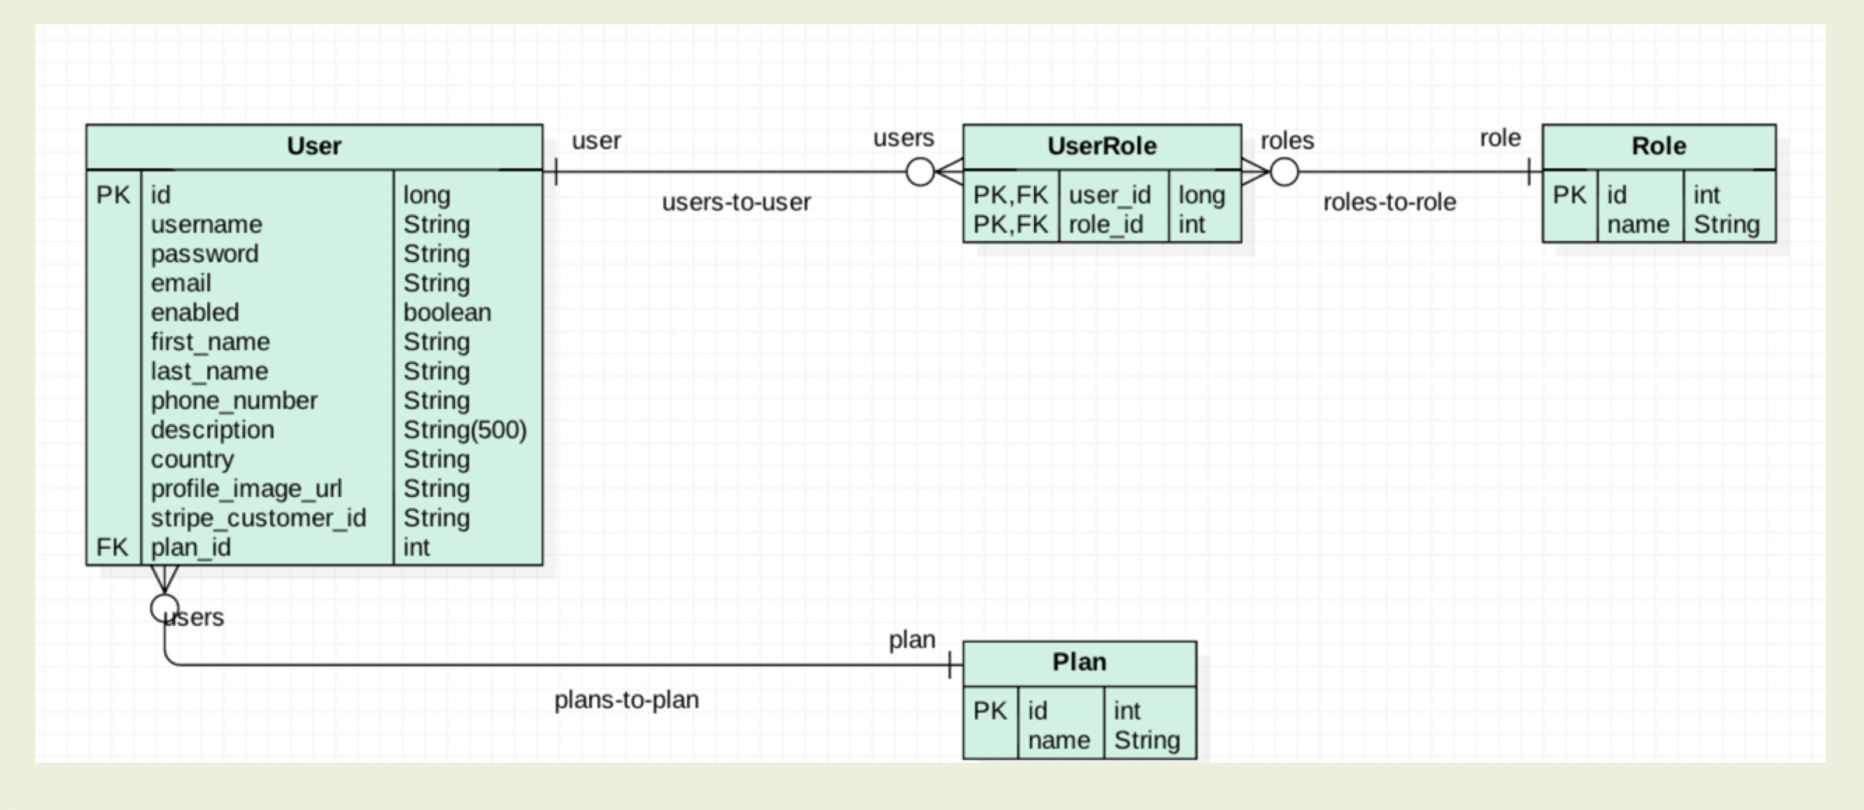 User
PK id long
username String
password String
email String
enabled boolean
first_name String
last_name String
phone_number String
description String(500)
country String
profile_image_url String
stripe_customer_id String
FK plan_id int
user
users
users-to-user
UserRole
PK,FK user_id long
PK,FK role_id int
roles
role
roles-to-role
Role
PK id int
name String
users
plan
plans-to-plan
Plan
PK id int
name String